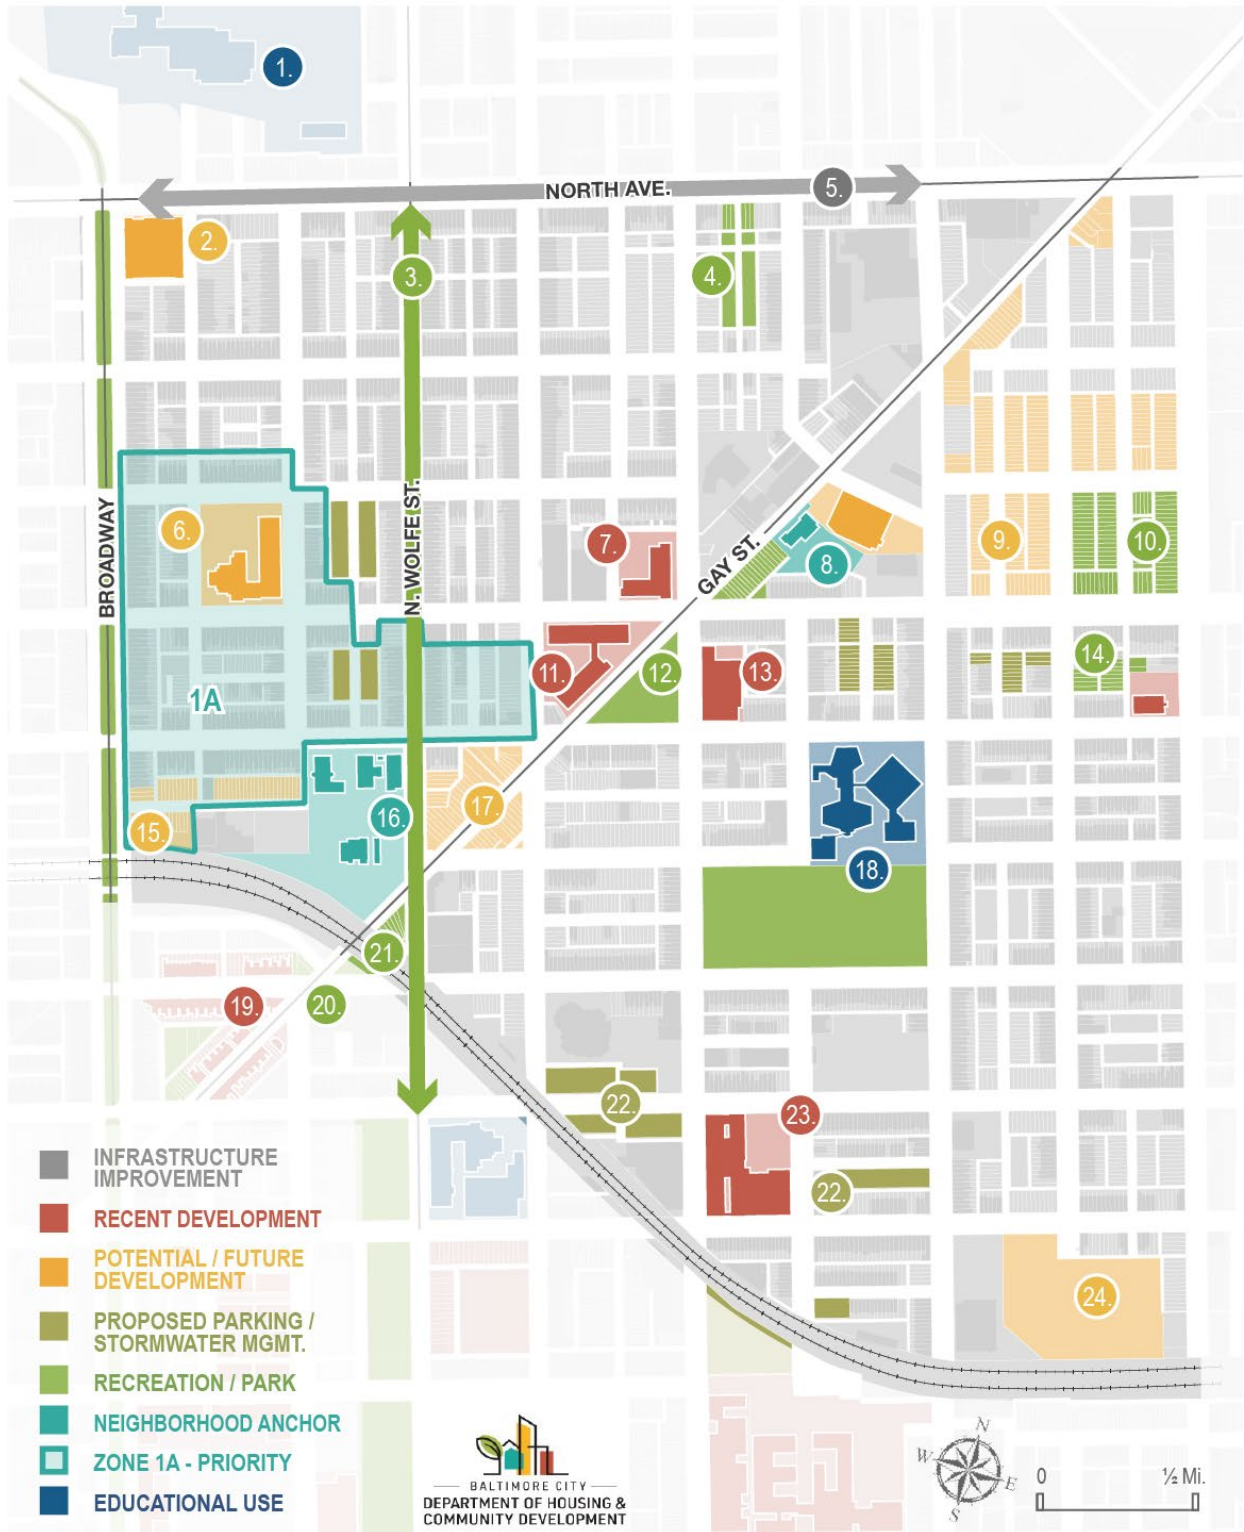 1.
NORTH AVE.
5.
2.
3.
4.
BROADWAY
N. WOLFE ST.
GAY ST.
6.
7.
8.
9.
10.
11.
12.
13.
14.
1A
15.
16.
17.
18.
19.
20.
21.
22.
23.
22.
24.
INFRASTRUCTURE
IMPROVEMENT
RECENT DEVELOPMENT
POTENTIAL / FUTURE
DEVELOPMENT
PROPOSED PARKING /
STORMWATER MGMT.
RECREATION / PARK
NEIGHBORHOOD ANCHOR
ZONE 1A - PRIORITY
EDUCATIONAL USE
BALTIMORE CITY
DEPARTMENT OF HOUSING &
COMMUNITY DEVELOPMENT
N
W
E
S
0
½ Mi.